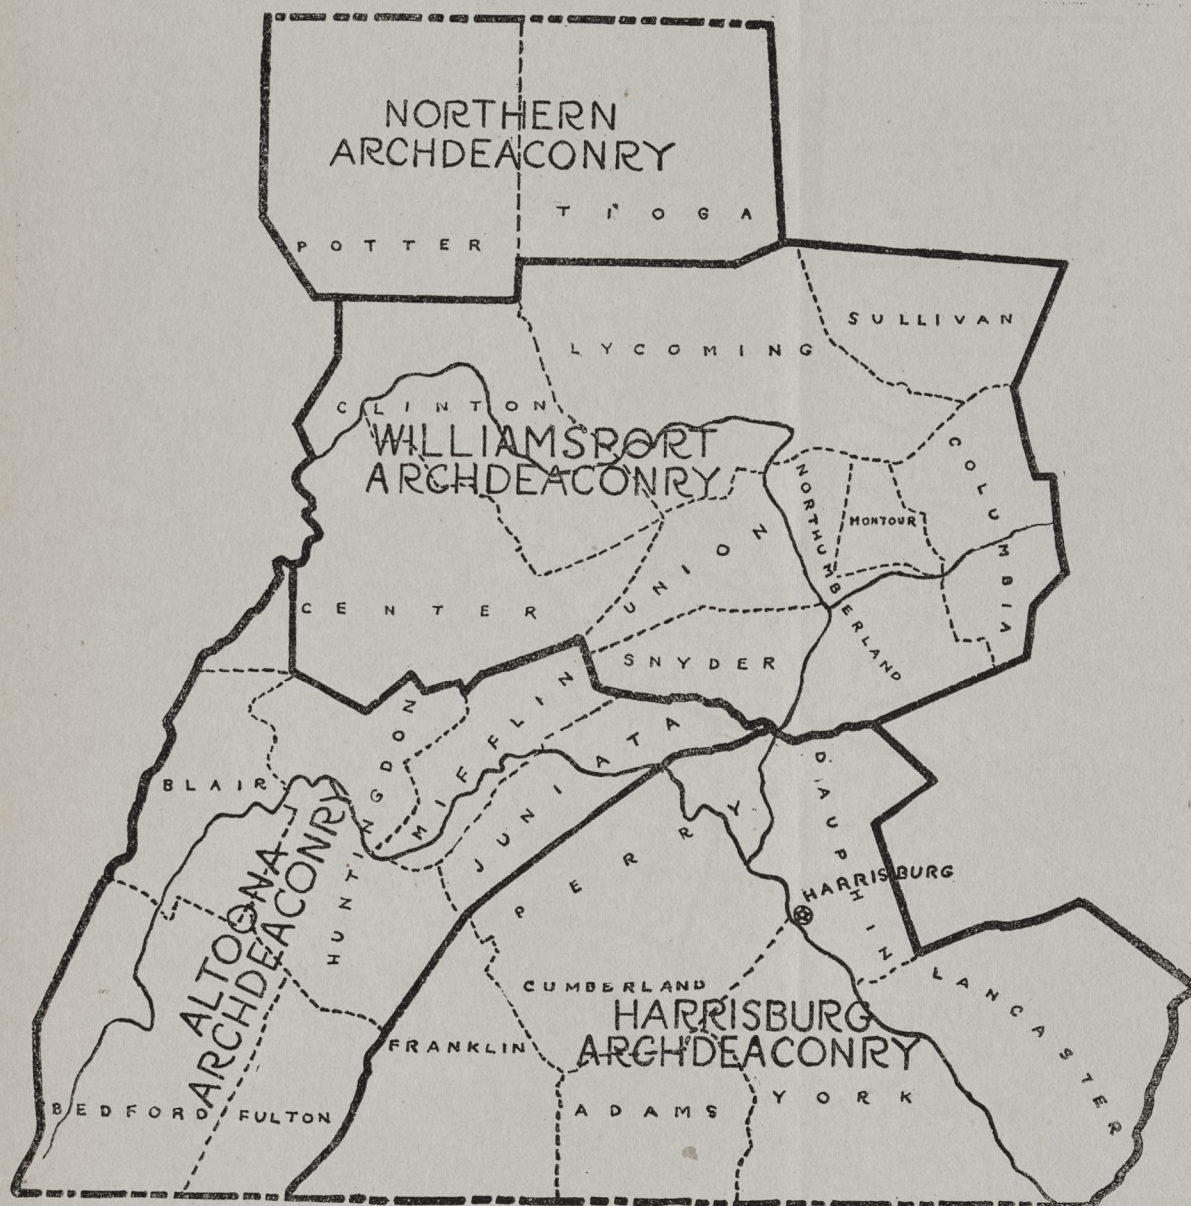 NORTHERN
ARCHDEACONRY
TIOGA
POTTER
SULLIVAN
LYCOMING
CLINTON
WILLIAMSPORT
ARCHDEACONRY
COLUMBIA
NORTHUMBERLAND
MONTOUR
UNION
CENTER
SNYDER
MIFFLIN
JUNIATA
HUNTINGDON
BLAIR
ALTOONA
ARCHDEACONRY
PERRY
DAUPHIN
HARRISBURG
CUMBERLAND
HARRISBURG
ARCHDEACONRY
LANCASTER
FRANKLIN
BEDFORD
FULTON
ADAMS
YORK